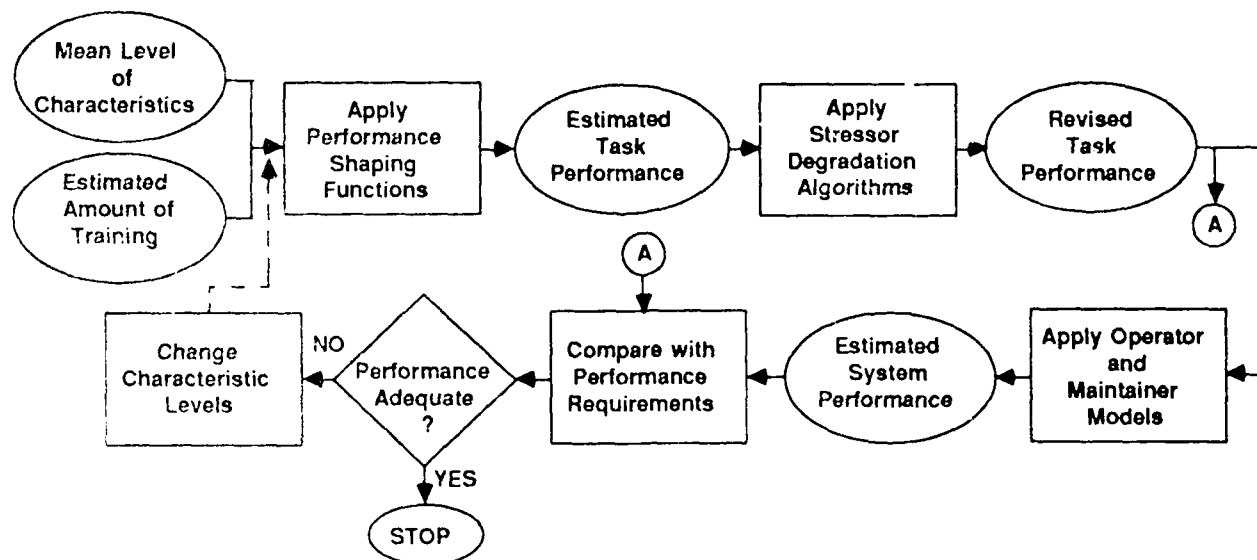 Mean Level
of
Characteristics
Estimated
Amount of
Training
Apply
Performance
Shaping
Functions
Estimated
Task
Performance
Apply
Stressor
Degradation
Algorithms
Revised
Task
Performance
A
A
Change
Characteristic
Levels
NO
Performance
Adequate
?
YES
STOP
Compare with
Performance
Requirements
Estimated
System
Performance
Apply Operator
and
Maintainer
Models